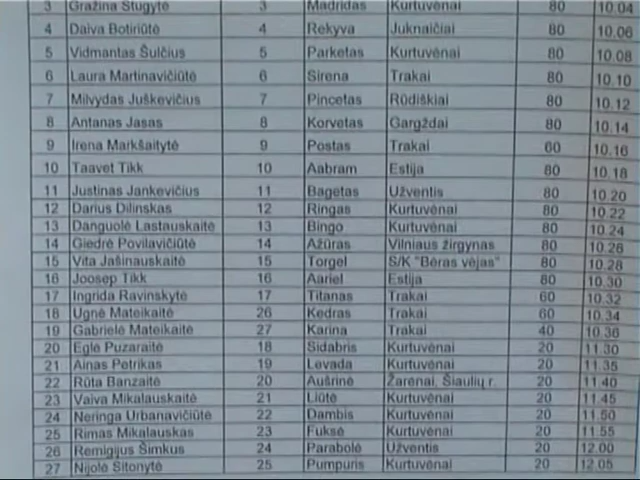 3 Gražina Stugytė 3 Madridas Kurtuvėnai 80 10.04
4 Daiva Botiriūtė 4 Rekyva Juknaičiai 80 10.06
5 Vidmantas Šulčius 5 Parketas Kurtuvėnai 80 10.08
6 Laura Martinavičiūtė 6 Sirena Trakai 80 10.10
7 Milvydas Juškevičius 7 Pincetas Rūdiškiai 80 10.12
8 Antanas Jasas 8 Korvetas Gargždai 80 10.14
9 Irena Markšaitytė 9 Postas Trakai 60 10.16
10 Taavet Tikk 10 Aabram Estija 80 10.18
11 Justinas Jankevičius 11 Bagetas Užventis 80 10.20
12 Darius Dilinskas 12 Ringas Kurtuvėnai 80 10.22
13 Danguolė Lastauskaitė 13 Bingo Kurtuvėnai 80 10.24
14 Giedrė Povilavičiūtė 14 Ažūras Vilniaus žirgynas 80 10.26
15 Vita Jašinauskaitė 15 Torgel S/K "Bėras vėjas" 80 10.28
16 Joosep Tikk 16 Aariel Estija 80 10.30
17 Ingrida Ravinskytė 17 Titanas Trakai 60 10.32
18 Ugnė Mateikaitė 26 Kedras Trakai 60 10.34
19 Gabrielė Mateikaitė 27 Karina Trakai 40 10.36
20 Eglė Puzaraitė 18 Sidabris Kurtuvėnai 20 11.30
21 Ainas Petrikas 19 Levada Kurtuvėnai 20 11.35
22 Rūta Banzaitė 20 Aušrinė Žarėnai, Šiaulių r. 20 11.40
23 Vaiva Mikalauskaitė 21 Liūtė Kurtuvėnai 20 11.45
24 Neringa Urbanavičiūtė 22 Dambis Kurtuvėnai 20 11.50
25 Rimas Mikalauskas 23 Fuksė Kurtuvėnai 20 11.55
26 Remigijus Šimkus 24 Parabolė Užventis 20 12.00
27 Nijolė Sitonytė 25 Pumpuris Kurtuvėnai 20 12.05